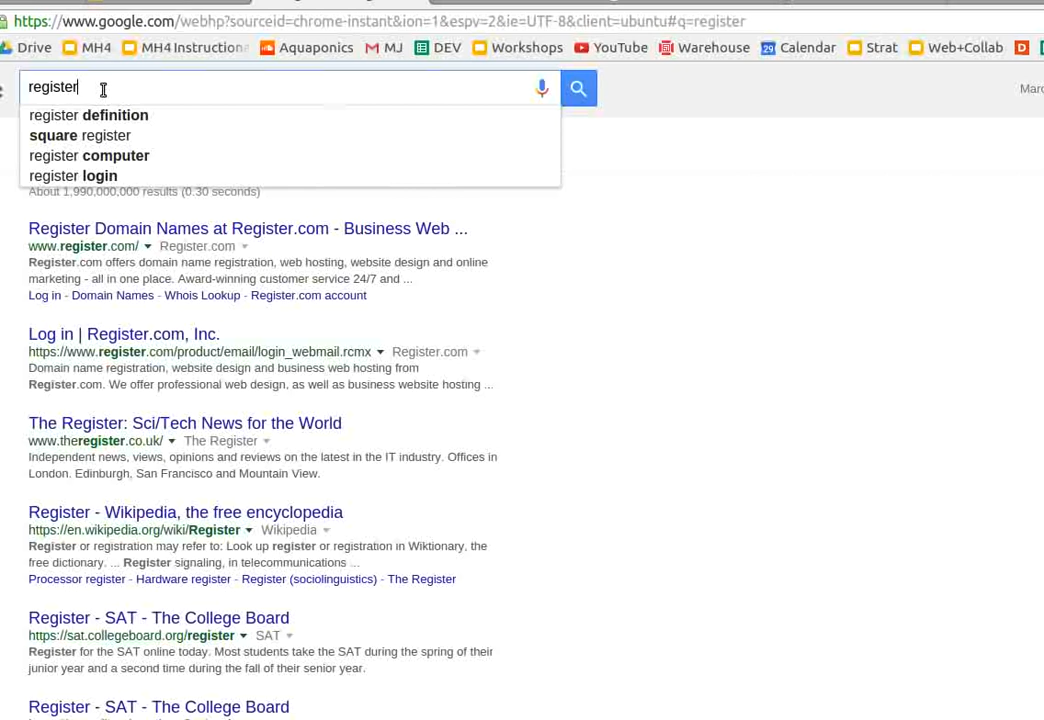 https://www.google.com/webhp?sourceid=chrome-instant&ion=1&espv=2&ie=UTF-8&client=ubuntu#q=register
Drive MH4 MH4 Instruction Aquaponics MJ DEV Workshops YouTube Warehouse 29 Calendar Strat Web+Collab D
register
register definition
square register
register computer
register login
About 1,990,000,000 results (0.30 seconds)
Register Domain Names at Register.com - Business Web ...
www.register.com/ Register.com
Register.com offers domain name registration, web hosting, website design and online
marketing - all in one place. Award-winning customer service 24/7 and ...
Log in - Domain Names - Whois Lookup - Register.com account
Log in | Register.com, Inc.
https://www.register.com/product/email/login_webmail.rcmx Register.com
Domain name registration, website design and business web hosting from
Register.com. We offer professional web design, as well as business website hosting ...
The Register: Sci/Tech News for the World
www.theregister.co.uk/ The Register
Independent news, views, opinions and reviews on the latest in the IT industry. Offices in
London. Edinburgh, San Francisco and Mountain View.
Register - Wikipedia, the free encyclopedia
https://en.wikipedia.org/wiki/Register Wikipedia
Register or registration may refer to: Look up register or registration in Wiktionary, the
free dictionary. ... Register signaling, in telecommunications ...
Processor register - Hardware register - Register (sociolinguistics) - The Register
Register - SAT - The College Board
https://sat.collegeboard.org/register SAT
Register for the SAT online today. Most students take the SAT during the spring of their
junior year and a second time during the fall of their senior year.
Register - SAT - The College Board